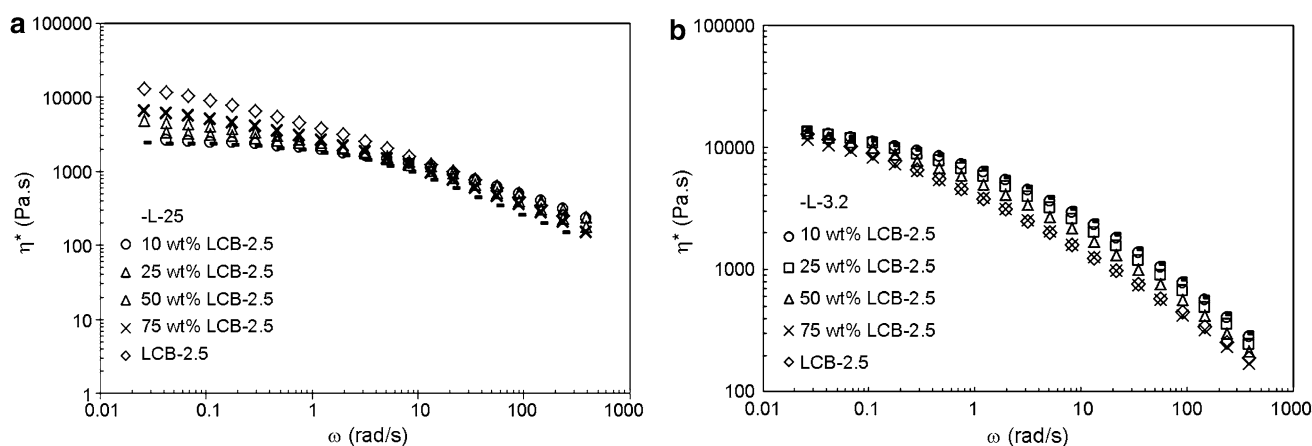 a
100000
10000
1000
100
10
1
η* (Pa.s)
-L-25
10 wt% LCB-2.5
25 wt% LCB-2.5
50 wt% LCB-2.5
75 wt% LCB-2.5
LCB-2.5
0.01 0.1 1 10 100 1000
ω (rad/s)
b
100000
10000
1000
100
η* (Pa.s)
-L-3.2
10 wt% LCB-2.5
25 wt% LCB-2.5
50 wt% LCB-2.5
75 wt% LCB-2.5
LCB-2.5
0.01 0.1 1 10 100 1000
ω (rad/s)